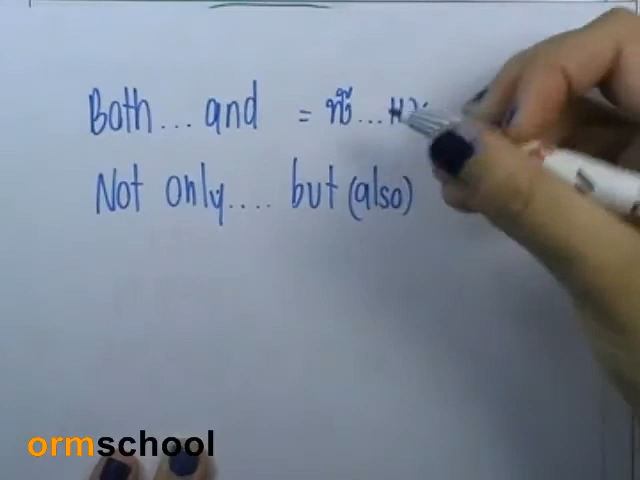 Both... and = ทั้ง...
Not only.... but (also)
ormschool